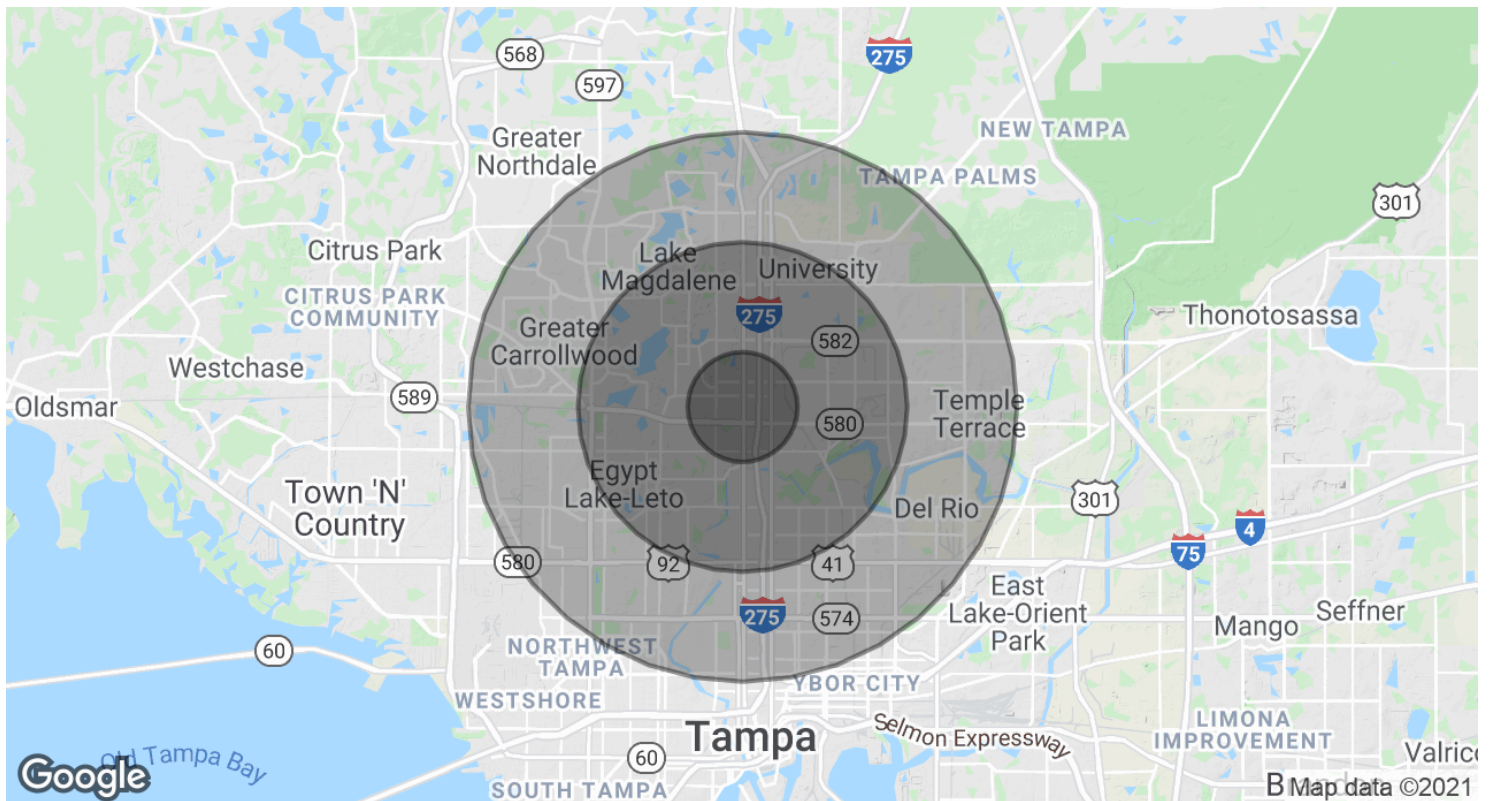 568
275
597
NEW TAMPA
Greater
Northdale
TAMPA PALMS
301
Citrus Park
Lake
Magdalene
University
CITRUS PARK
COMMUNITY
275
Thonotosassa
Greater
Carrollwood
582
Westchase
589
Oldsmar
Temple
Terrace
580
Egypt
Lake-Leto
Town 'N'
Country
301
Del Rio
4
75
580
92
41
East
Lake-Orient
Park
275
574
Seffner
Mango
60
NORTHWEST
TAMPA
YBOR CITY
WESTSHORE
Tampa
Selmon Expressway
LIMONA
IMPROVEMENT
Old Tampa Bay
60
Valric
Google
SOUTH TAMPA
Map data ©2021